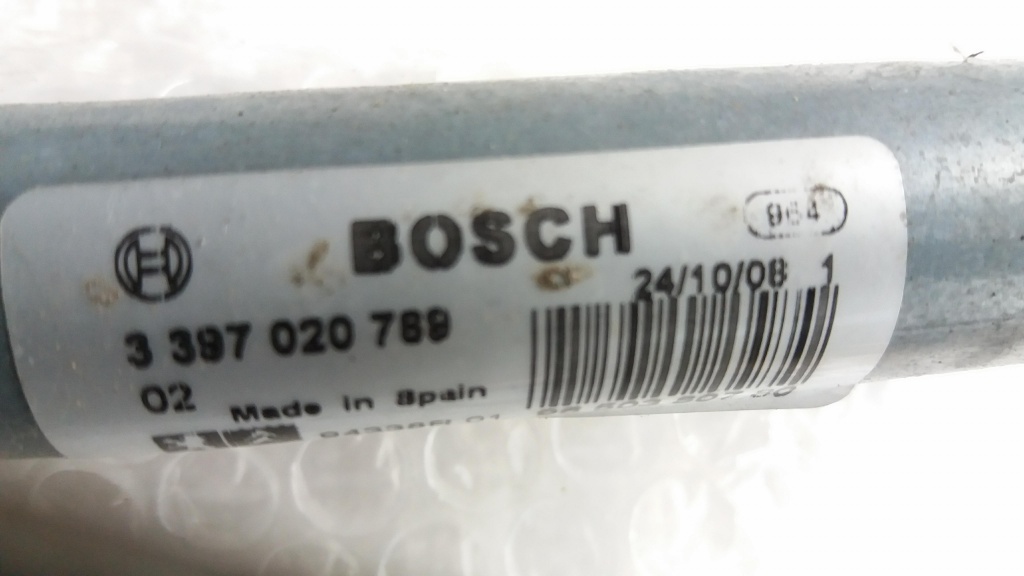 BOSCH
964
24/10/08 1
3 397 020 789
02
Made in Spain